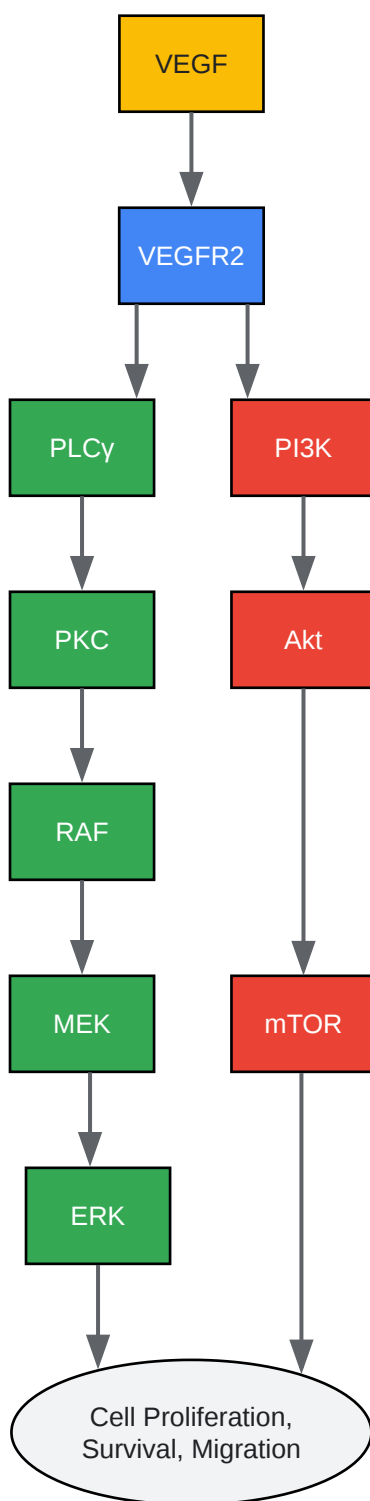 VEGF
VEGFR2
PLCγ
PI3K
PKC
Akt
RAF
MEK
mTOR
ERK
Cell Proliferation,
Survival, Migration